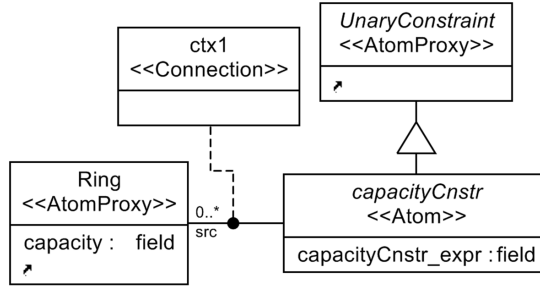 ctx1
<<Connection>>
UnaryConstraint
<<AtomProxy>>
Ring
<<AtomProxy>>
capacity : field
0..*
src
capacityCnstr
<<Atom>>
capacityCnstr_expr : field